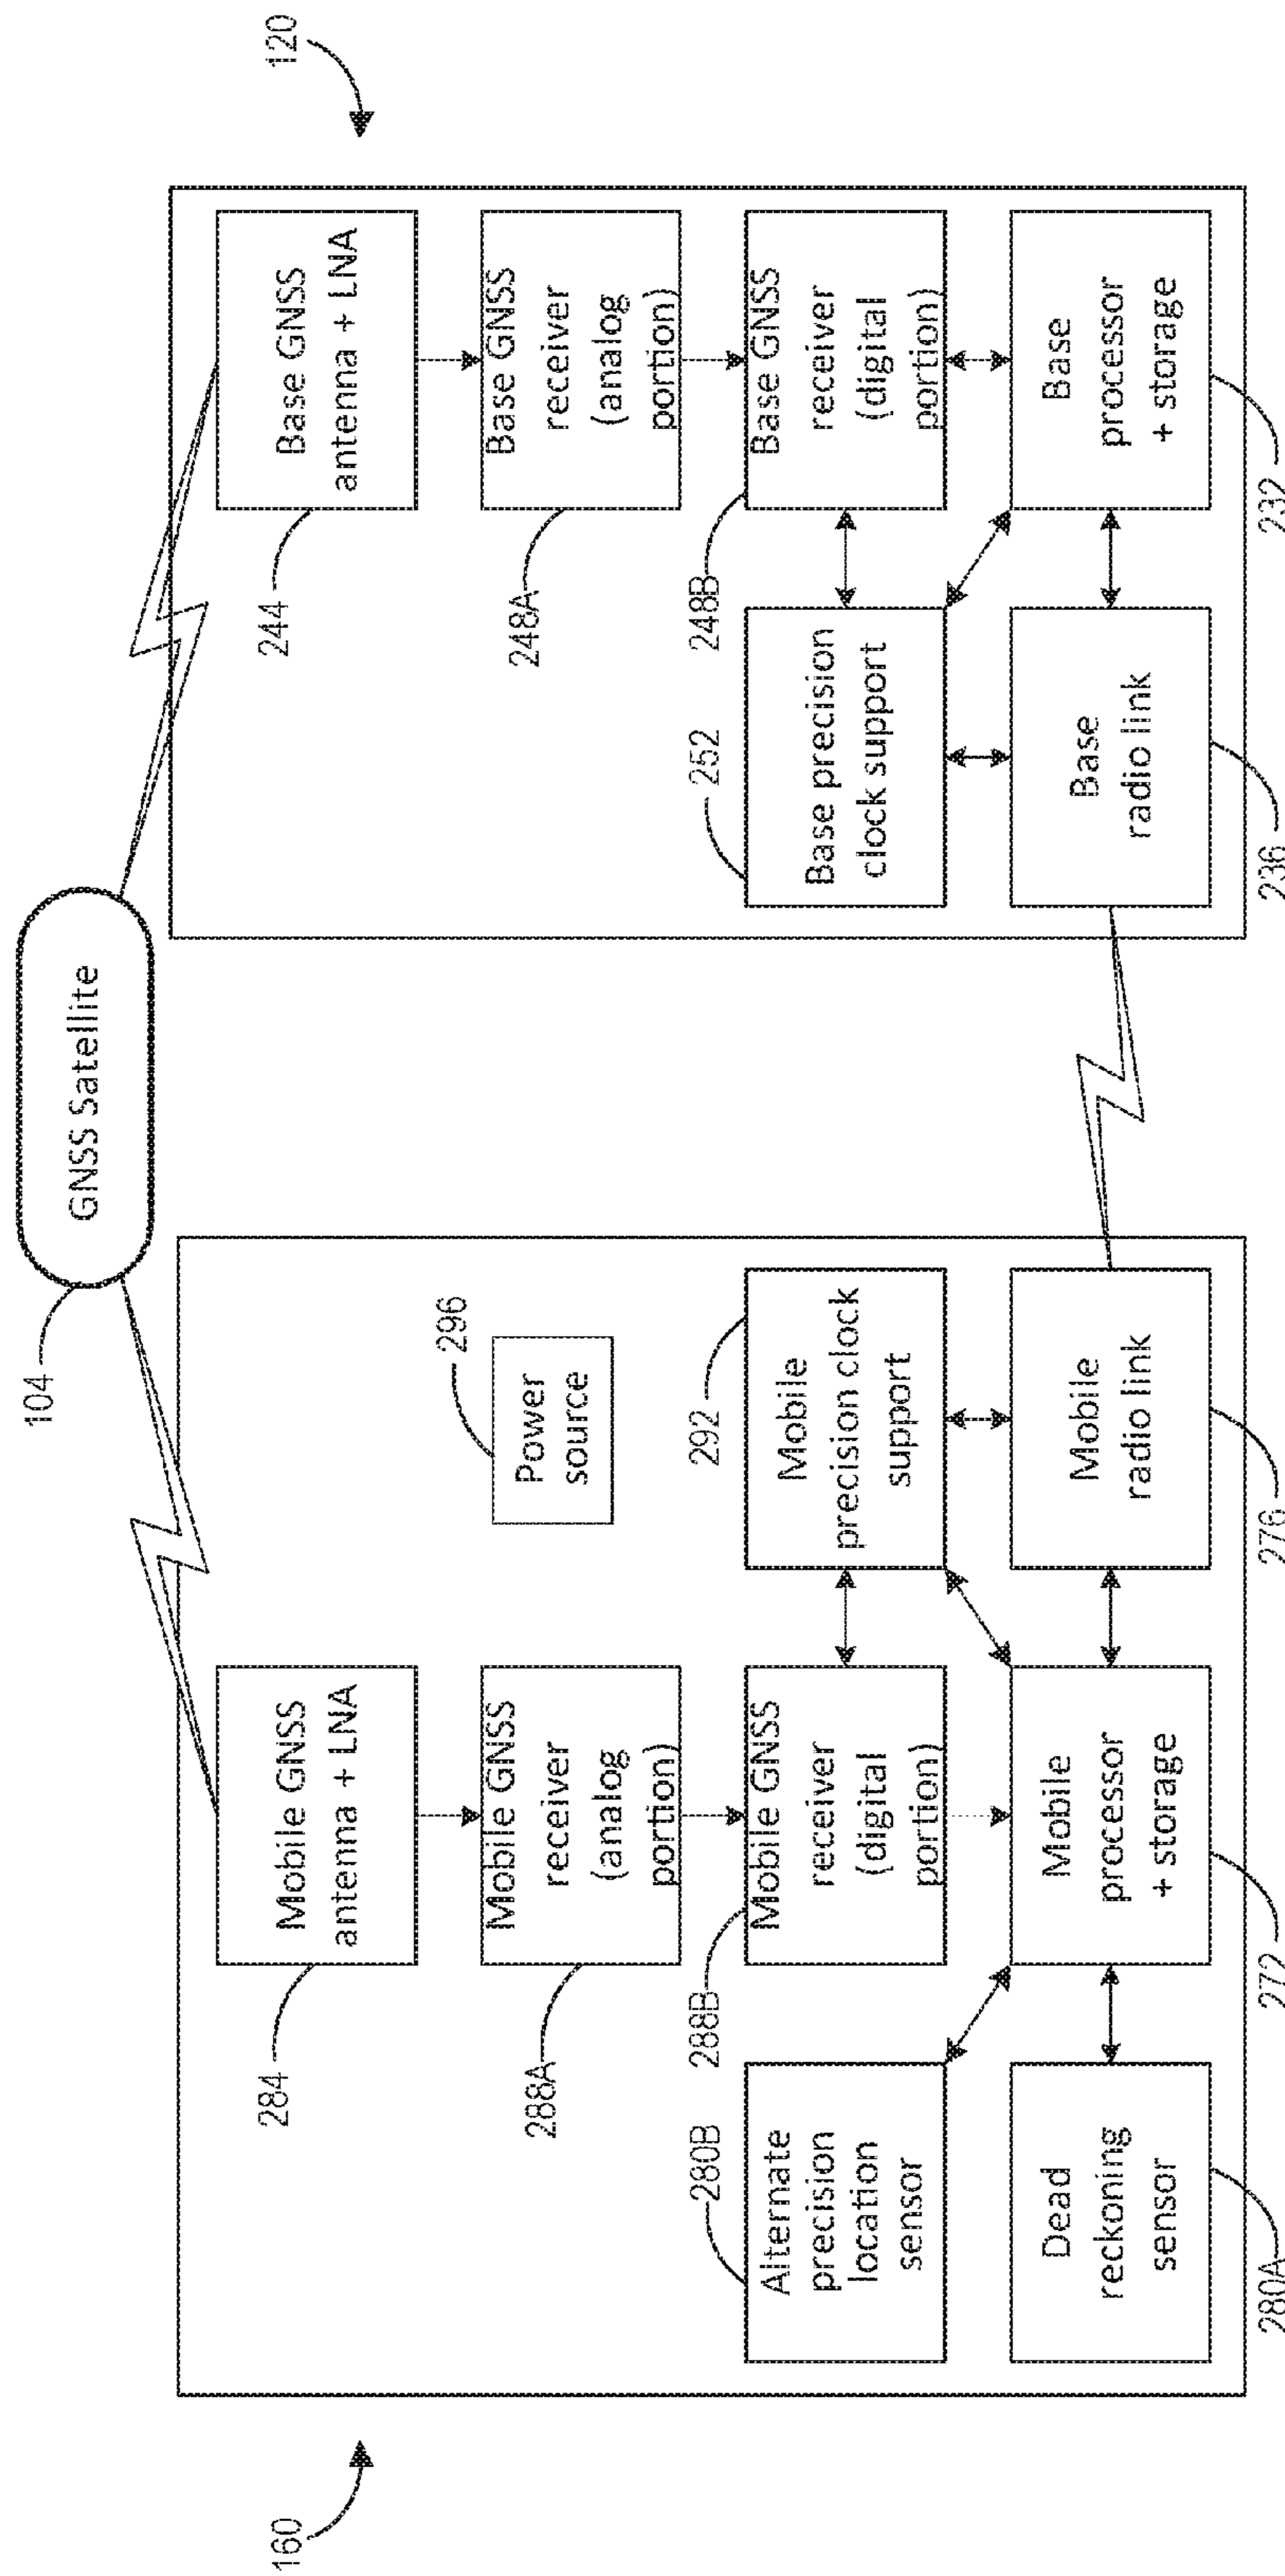 GNSS Satellite
104
160
120
Mobile GNSS
antenna + LNA
284
Mobile GNSS
receiver
(analog
portion)
288A
Power
source
296
Alternate
precision
location
sensor
280B
Mobile GNSS
receiver
(digital
portion)
288B
Mobile
precision clock
support
292
Dead
reckoning
sensor
280A
Mobile
processor
+ storage
272
Mobile
radio link
276
Base GNSS
antenna + LNA
244
Base GNSS
receiver
(analog
portion)
248A
Base precision
clock support
252
Base GNSS
receiver
(digital
portion)
248B
Base
radio link
236
Base
processor
+ storage
232